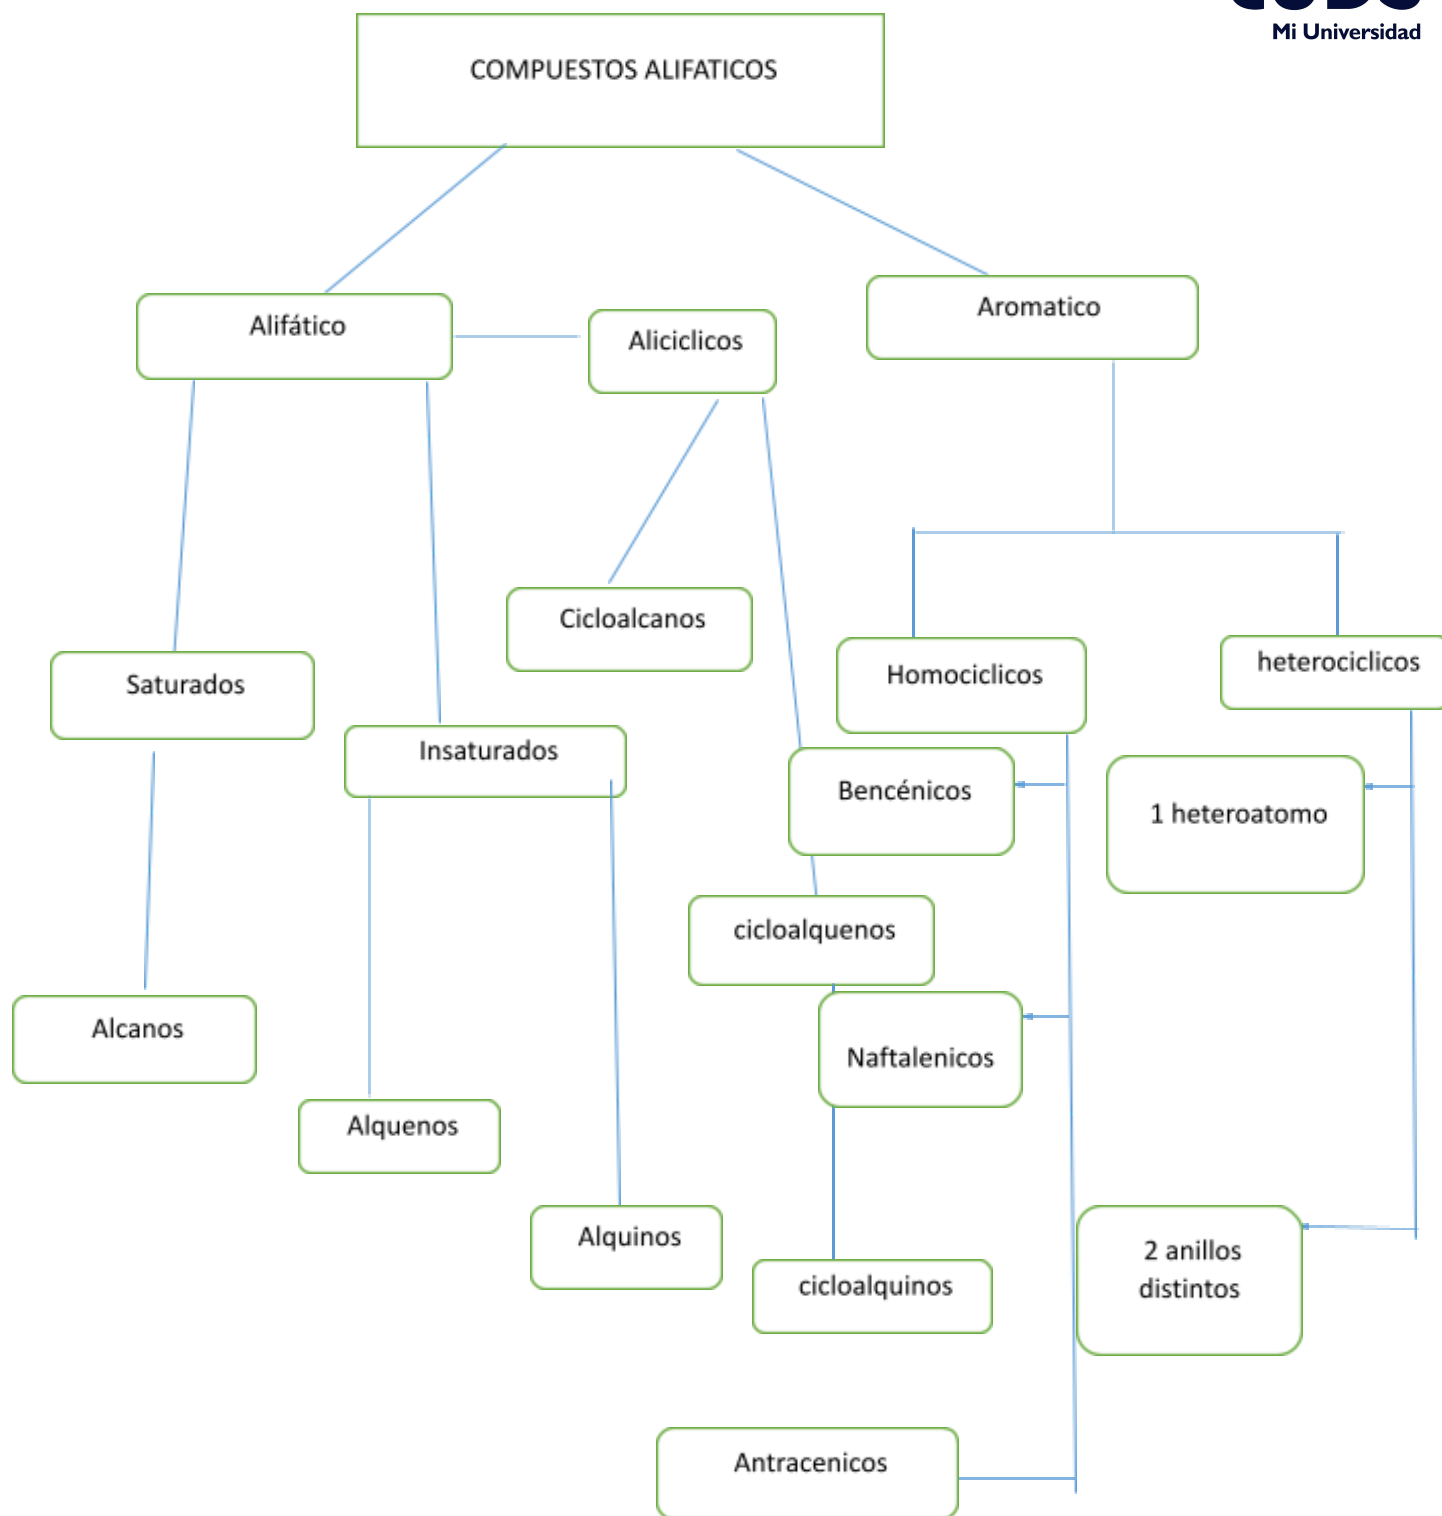 Mi Universidad
COMPUESTOS ALIFATICOS
Alifático
Aliciclicos
Aromatico
Cicloalcanos
Homociclicos
heterociclicos
Saturados
Insaturados
Bencénicos
1 heteroatomo
cicloalquenos
Alcanos
Naftalenicos
Alquenos
Alquinos
cicloalquinos
2 anillos
distintos
Antracenicos